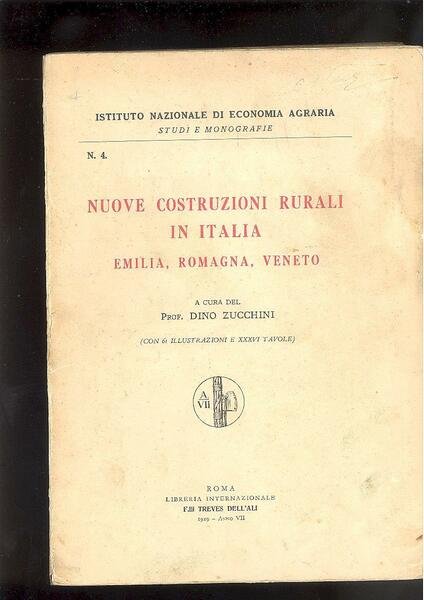 ISTITUTO NAZIONALE DI ECONOMIA AGRARIA
STUDI E MONOGRAFIE
N. 4.
NUOVE COSTRUZIONI RURALI
IN ITALIA
EMILIA, ROMAGNA, VENETO
A CURA DEL
PROF. DINO ZUCCHINI
(CON 61 ILLUSTRAZIONI E XXXVI TAVOLE)
A
VII
ROMA
LIBRERIA INTERNAZIONALE
F.lli TREVES DELL'ALI
1929 - ANNO VII